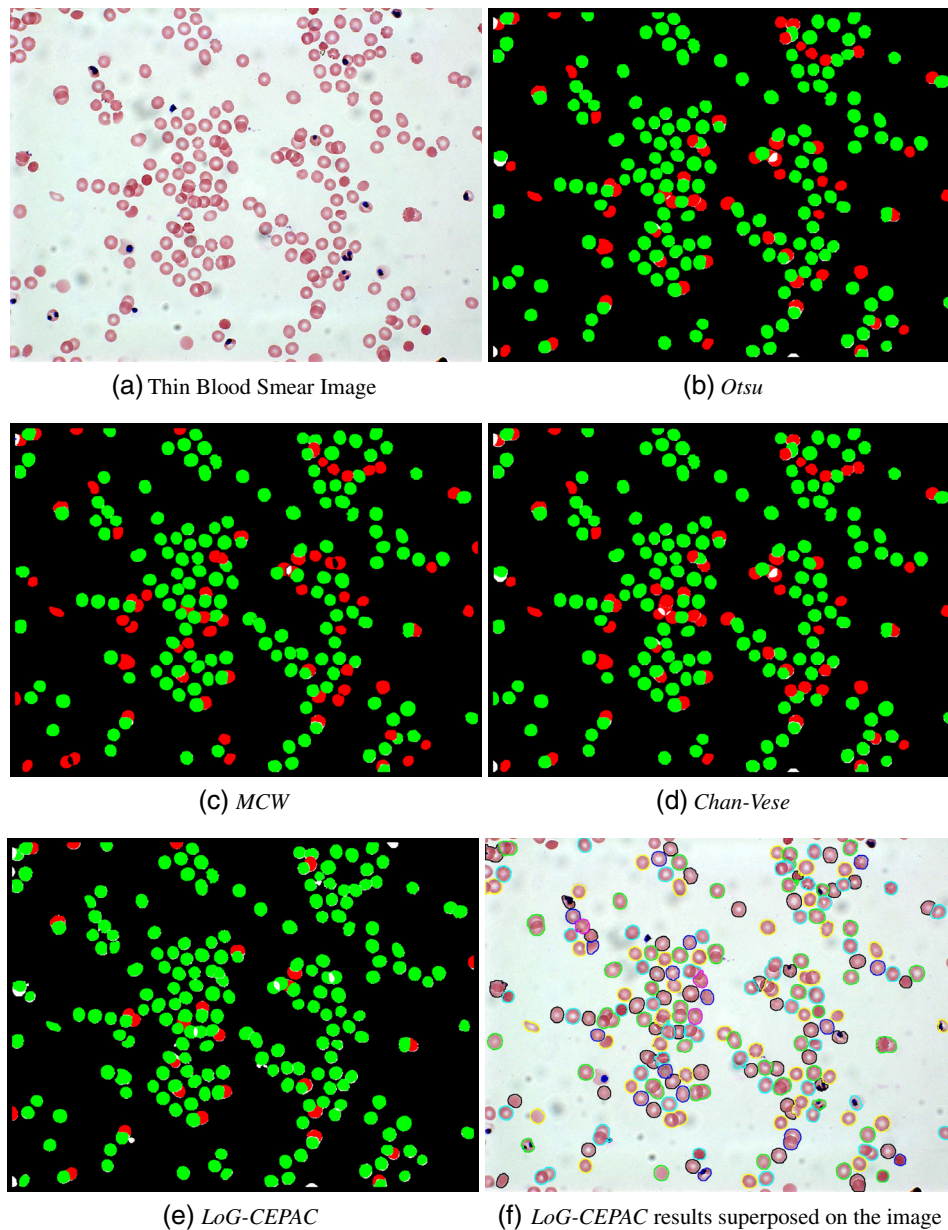 (a) Thin Blood Smear Image
(b) Otsu
(c) MCW
(d) Chan-Vese
(e) LoG-CEPAC
(f) LoG-CEPAC results superposed on the image